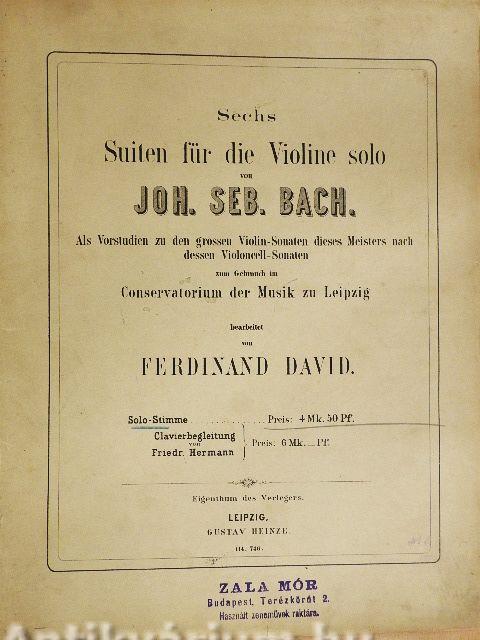 Sechs
Suiten für die Violine solo
von
JOH. SEB. BACH.
Als Vorstudien zu den grossen Violin-Sonaten dieses Meisters nach
dessen Violoncell-Sonaten
zum Gebrauch im
Conservatorium der Musik zu Leipzig
bearbeitet
von
FERDINAND DAVID.
Solo-Stimme . . . . . . . . . . . . Preis: 4 Mk. 50 Pf.
Clavierbegleitung
von
Friedr. Hermann
Preis: 6 Mk. __ Pf.
Eigenthum des Verlegers.
LEIPZIG,
GUSTAV HEINZE.
114. 746.
ZALA MÓR
Budapest, Terézkörút 2.
Használt zeneművek raktára.